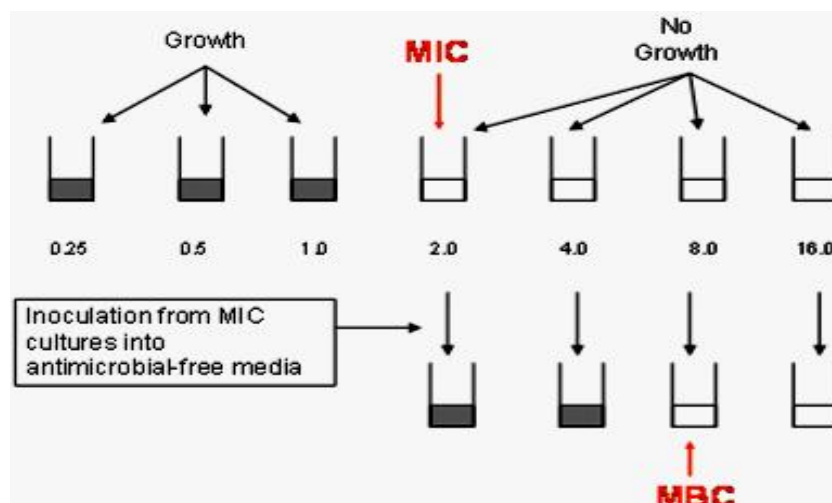 Growth
MIC
No
Growth
0.25 0.5 1.0 2.0 4.0 8.0 16.0
Inoculation from MIC
cultures into
antimicrobial-free media
MBC